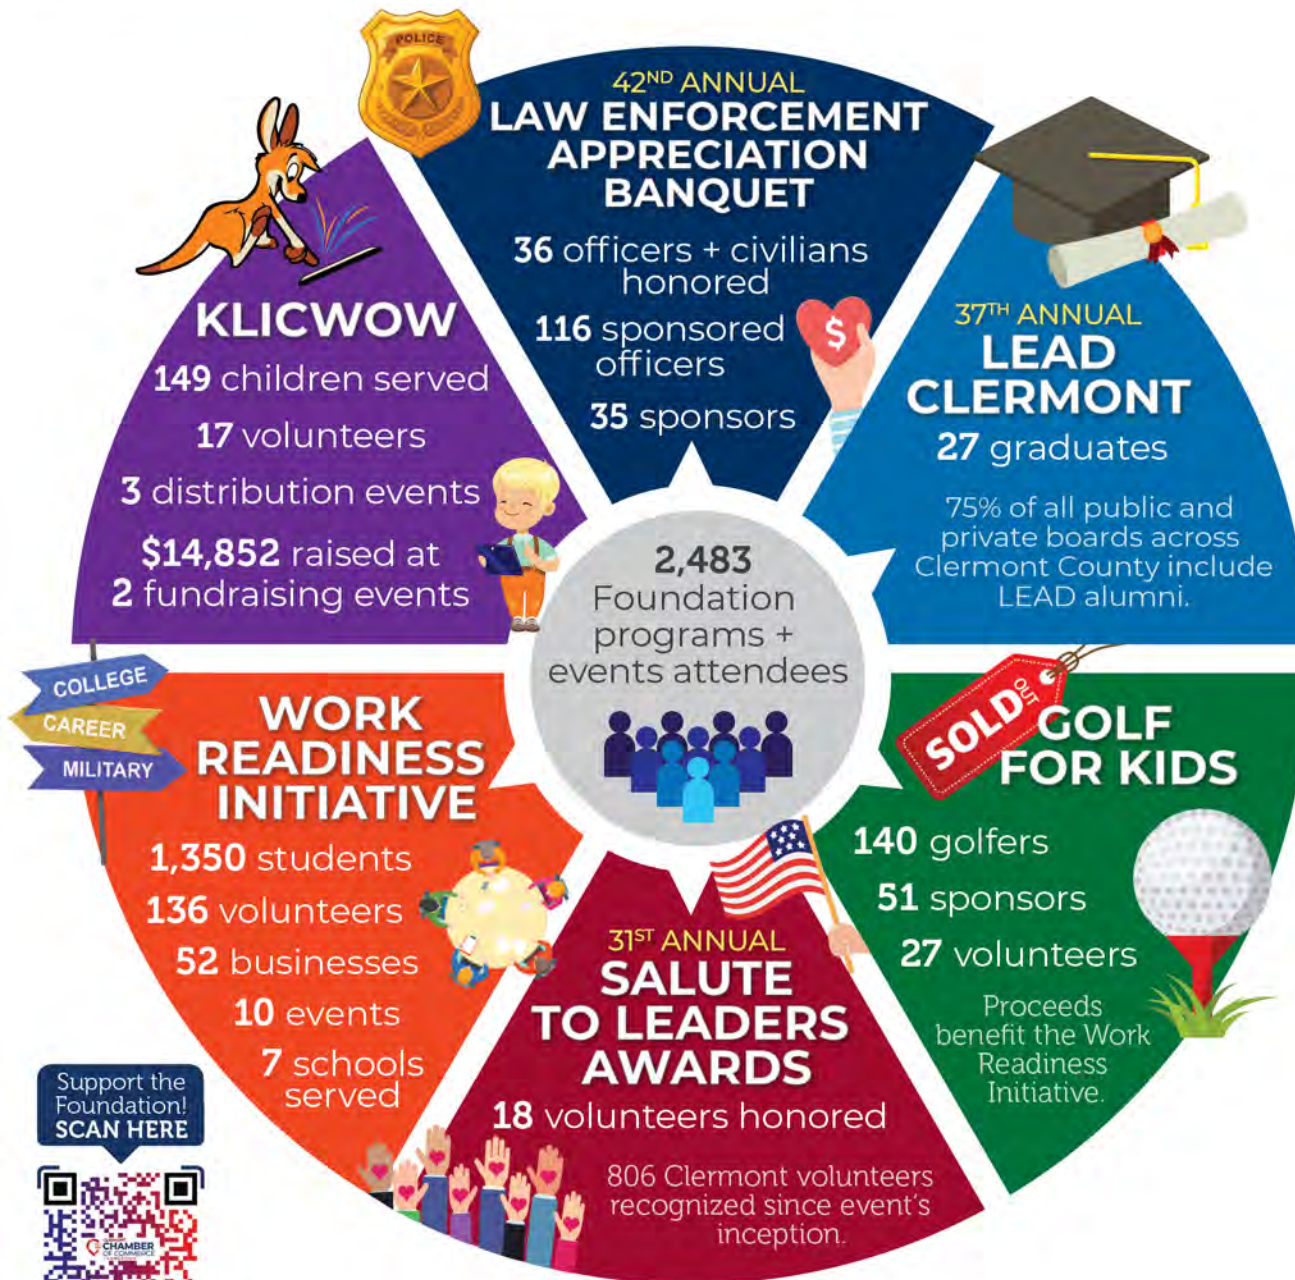 POLICE
42ND ANNUAL
LAW ENFORCEMENT
APPRECIATION
BANQUET
36 officers + civilians
honored
116 sponsored
officers
35 sponsors
$
KLICWOW
149 children served
17 volunteers
3 distribution events
$14,852 raised at
2 fundraising events
37TH ANNUAL
LEAD
CLERMONT
27 graduates
75% of all public and
private boards across
Clermont County include
LEAD alumni.
2,483
Foundation
programs +
events attendees
COLLEGE
CAREER
MILITARY
WORK
READINESS
INITIATIVE
1,350 students
136 volunteers
52 businesses
10 events
7 schools
served
SOLD OUT
GOLF
FOR KIDS
140 golfers
51 sponsors
27 volunteers
Proceeds
benefit the Work
Readiness
Initiative.
31ST ANNUAL
SALUTE
TO LEADERS
AWARDS
18 volunteers honored
806 Clermont volunteers
recognized since event's
inception.
Support the
Foundation!
SCAN HERE
CHAMBER
OF COMMERCE